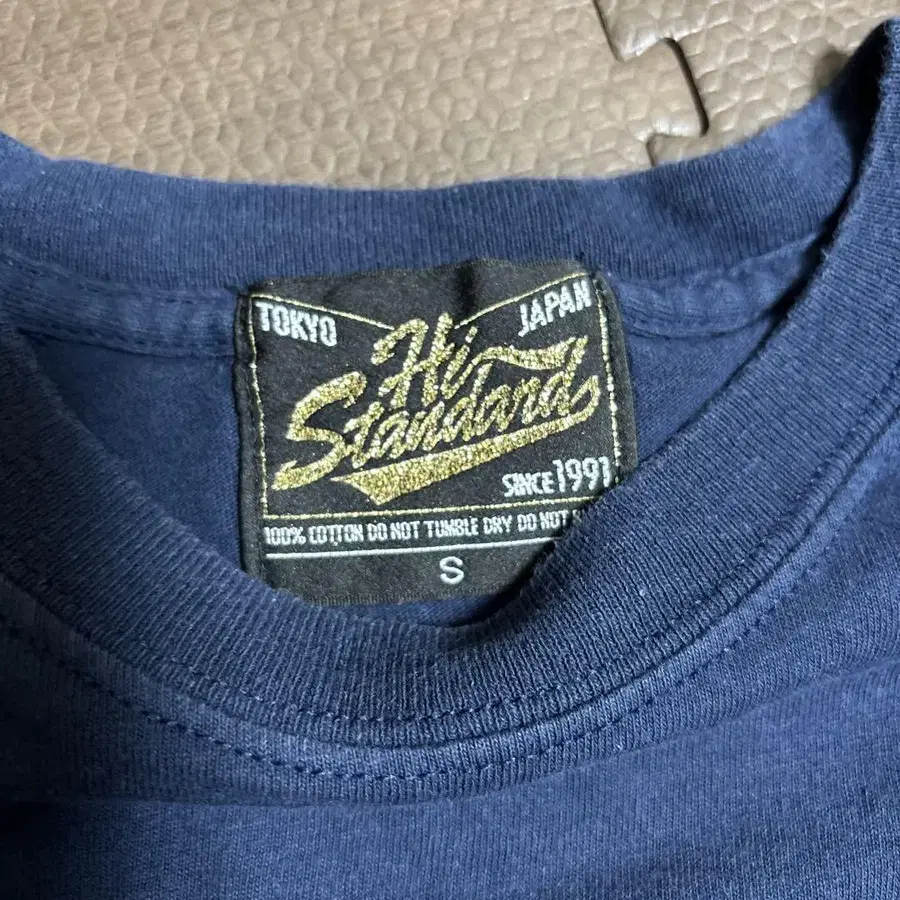 TOKYO
JAPAN
Hi
Standard
SINCE 1991
100% COTTON DO NOT TUMBLE DRY DO NOT
S